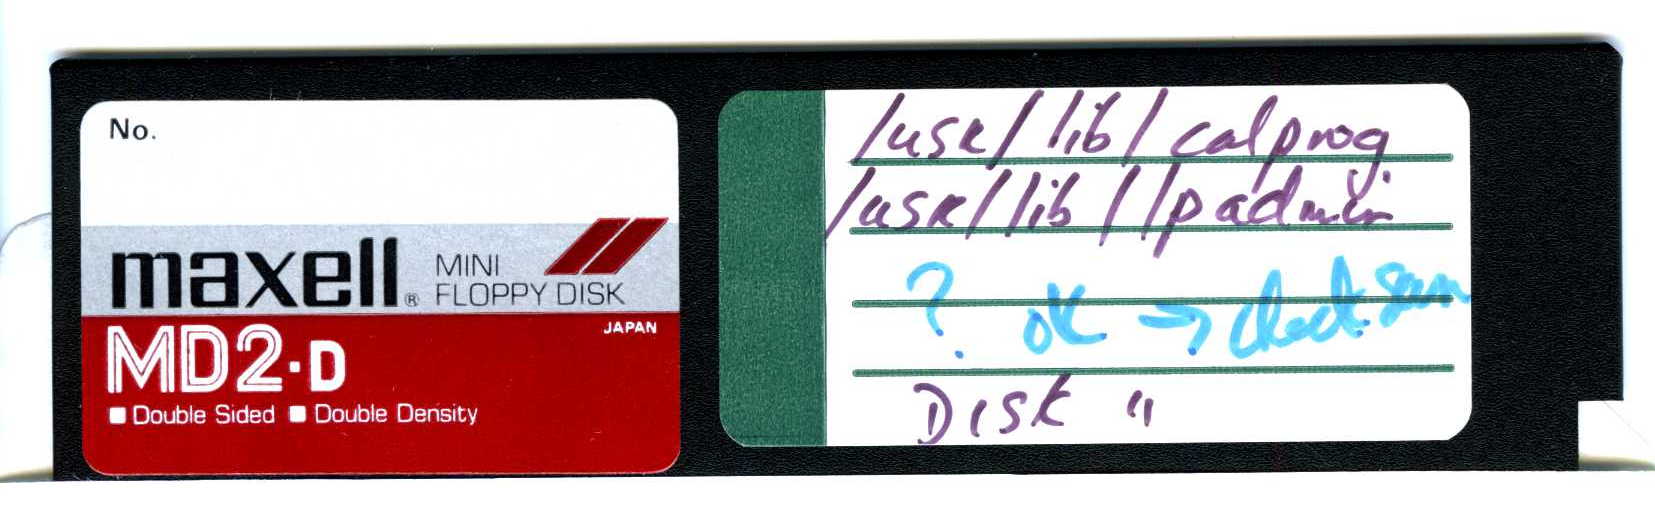 No.
maxell® MINI FLOPPY DISK
JAPAN
MD2-D
Double Sided Double Density
/usr/lib/calprog
/usr/lib/lpadmin
? OK → check sum
DISK 11